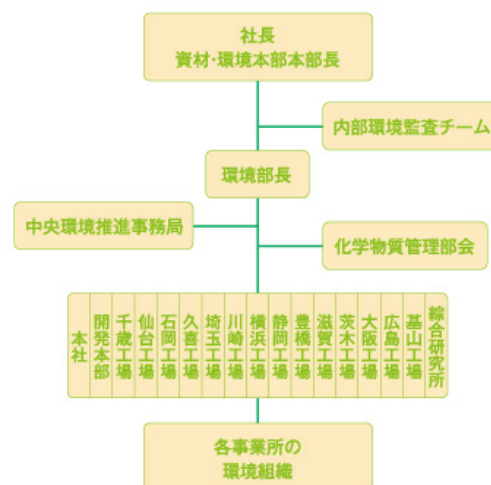 社長
資材・環境本部本部長
内部環境監査チーム
環境部長
中央環境推進事務局
化学物質管理部会
本社
開発本部
千歳工場
仙台工場
石岡工場
久喜工場
埼玉工場
川崎工場
横浜工場
静岡工場
豊橋工場
滋賀工場
茨木工場
大阪工場
広島工場
基山工場
綜合研究所
各事業所の
環境組織